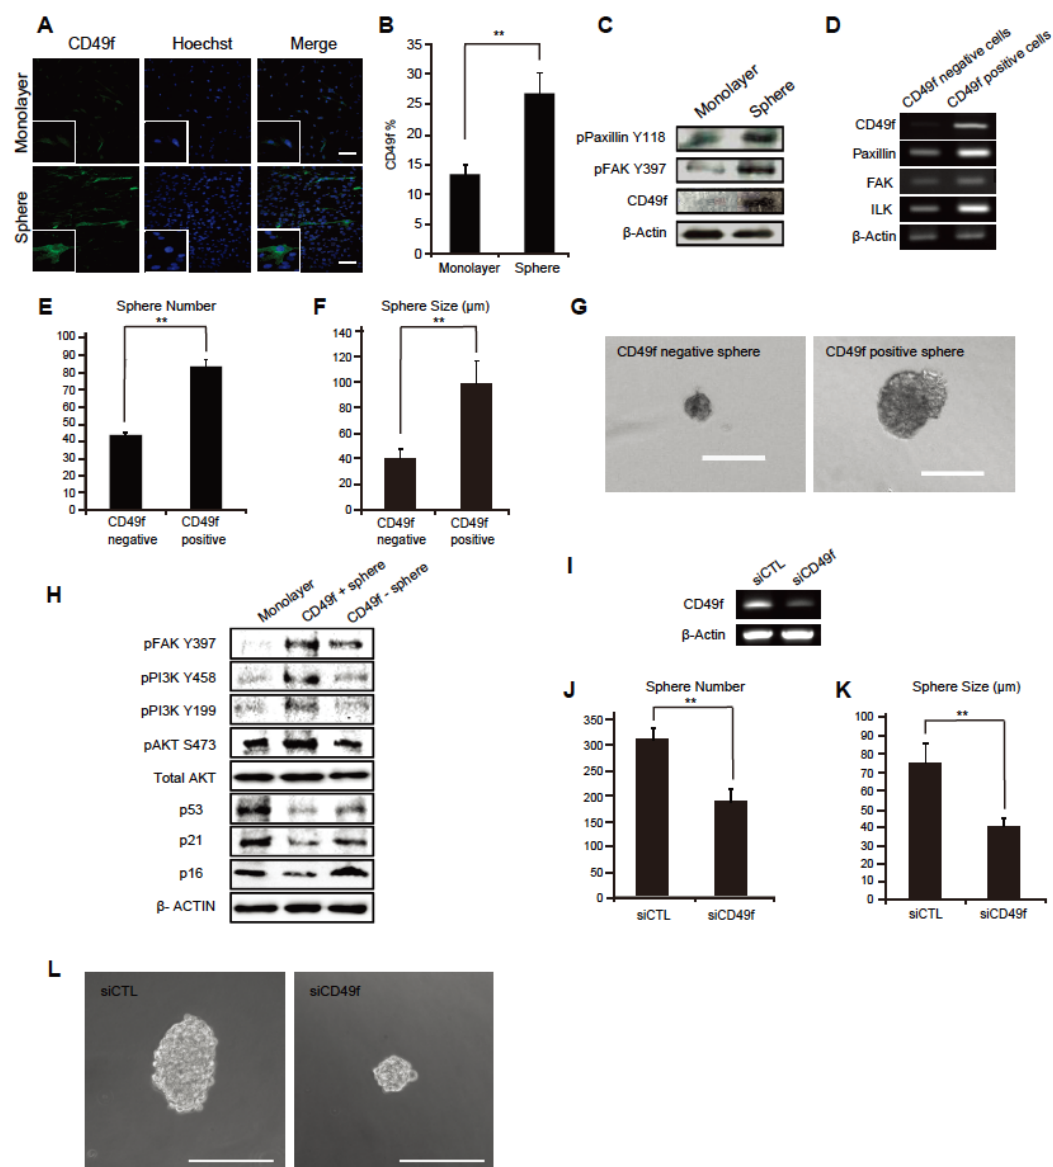 A
CD49f
Hoechst
Merge
Monolayer
Sphere
B
**
CD49f %
35
30
25
20
15
10
5
0
Monolayer
Sphere
C
Monolayer
Sphere
pPaxillin Y118
pFAK Y397
CD49f
β-Actin
D
CD49f negative cells
CD49f positive cells
CD49f
Paxillin
FAK
ILK
β-Actin
E
Sphere Number
**
100
90
80
70
60
50
40
30
20
10
0
CD49f
negative
CD49f
positive
F
Sphere Size (μm)
**
140
120
100
80
60
40
20
0
CD49f
negative
CD49f
positive
G
CD49f negative sphere
CD49f positive sphere
H
Monolayer
CD49f + sphere
CD49f - sphere
pFAK Y397
pPI3K Y458
pPI3K Y199
pAKT S473
Total AKT
p53
p21
p16
β- ACTIN
I
siCTL
siCD49f
CD49f
β-Actin
J
Sphere Number
**
350
300
250
200
150
100
50
0
siCTL
siCD49f
K
Sphere Size (μm)
**
100
90
80
70
60
50
40
30
20
10
0
siCTL
siCD49f
L
siCTL
siCD49f